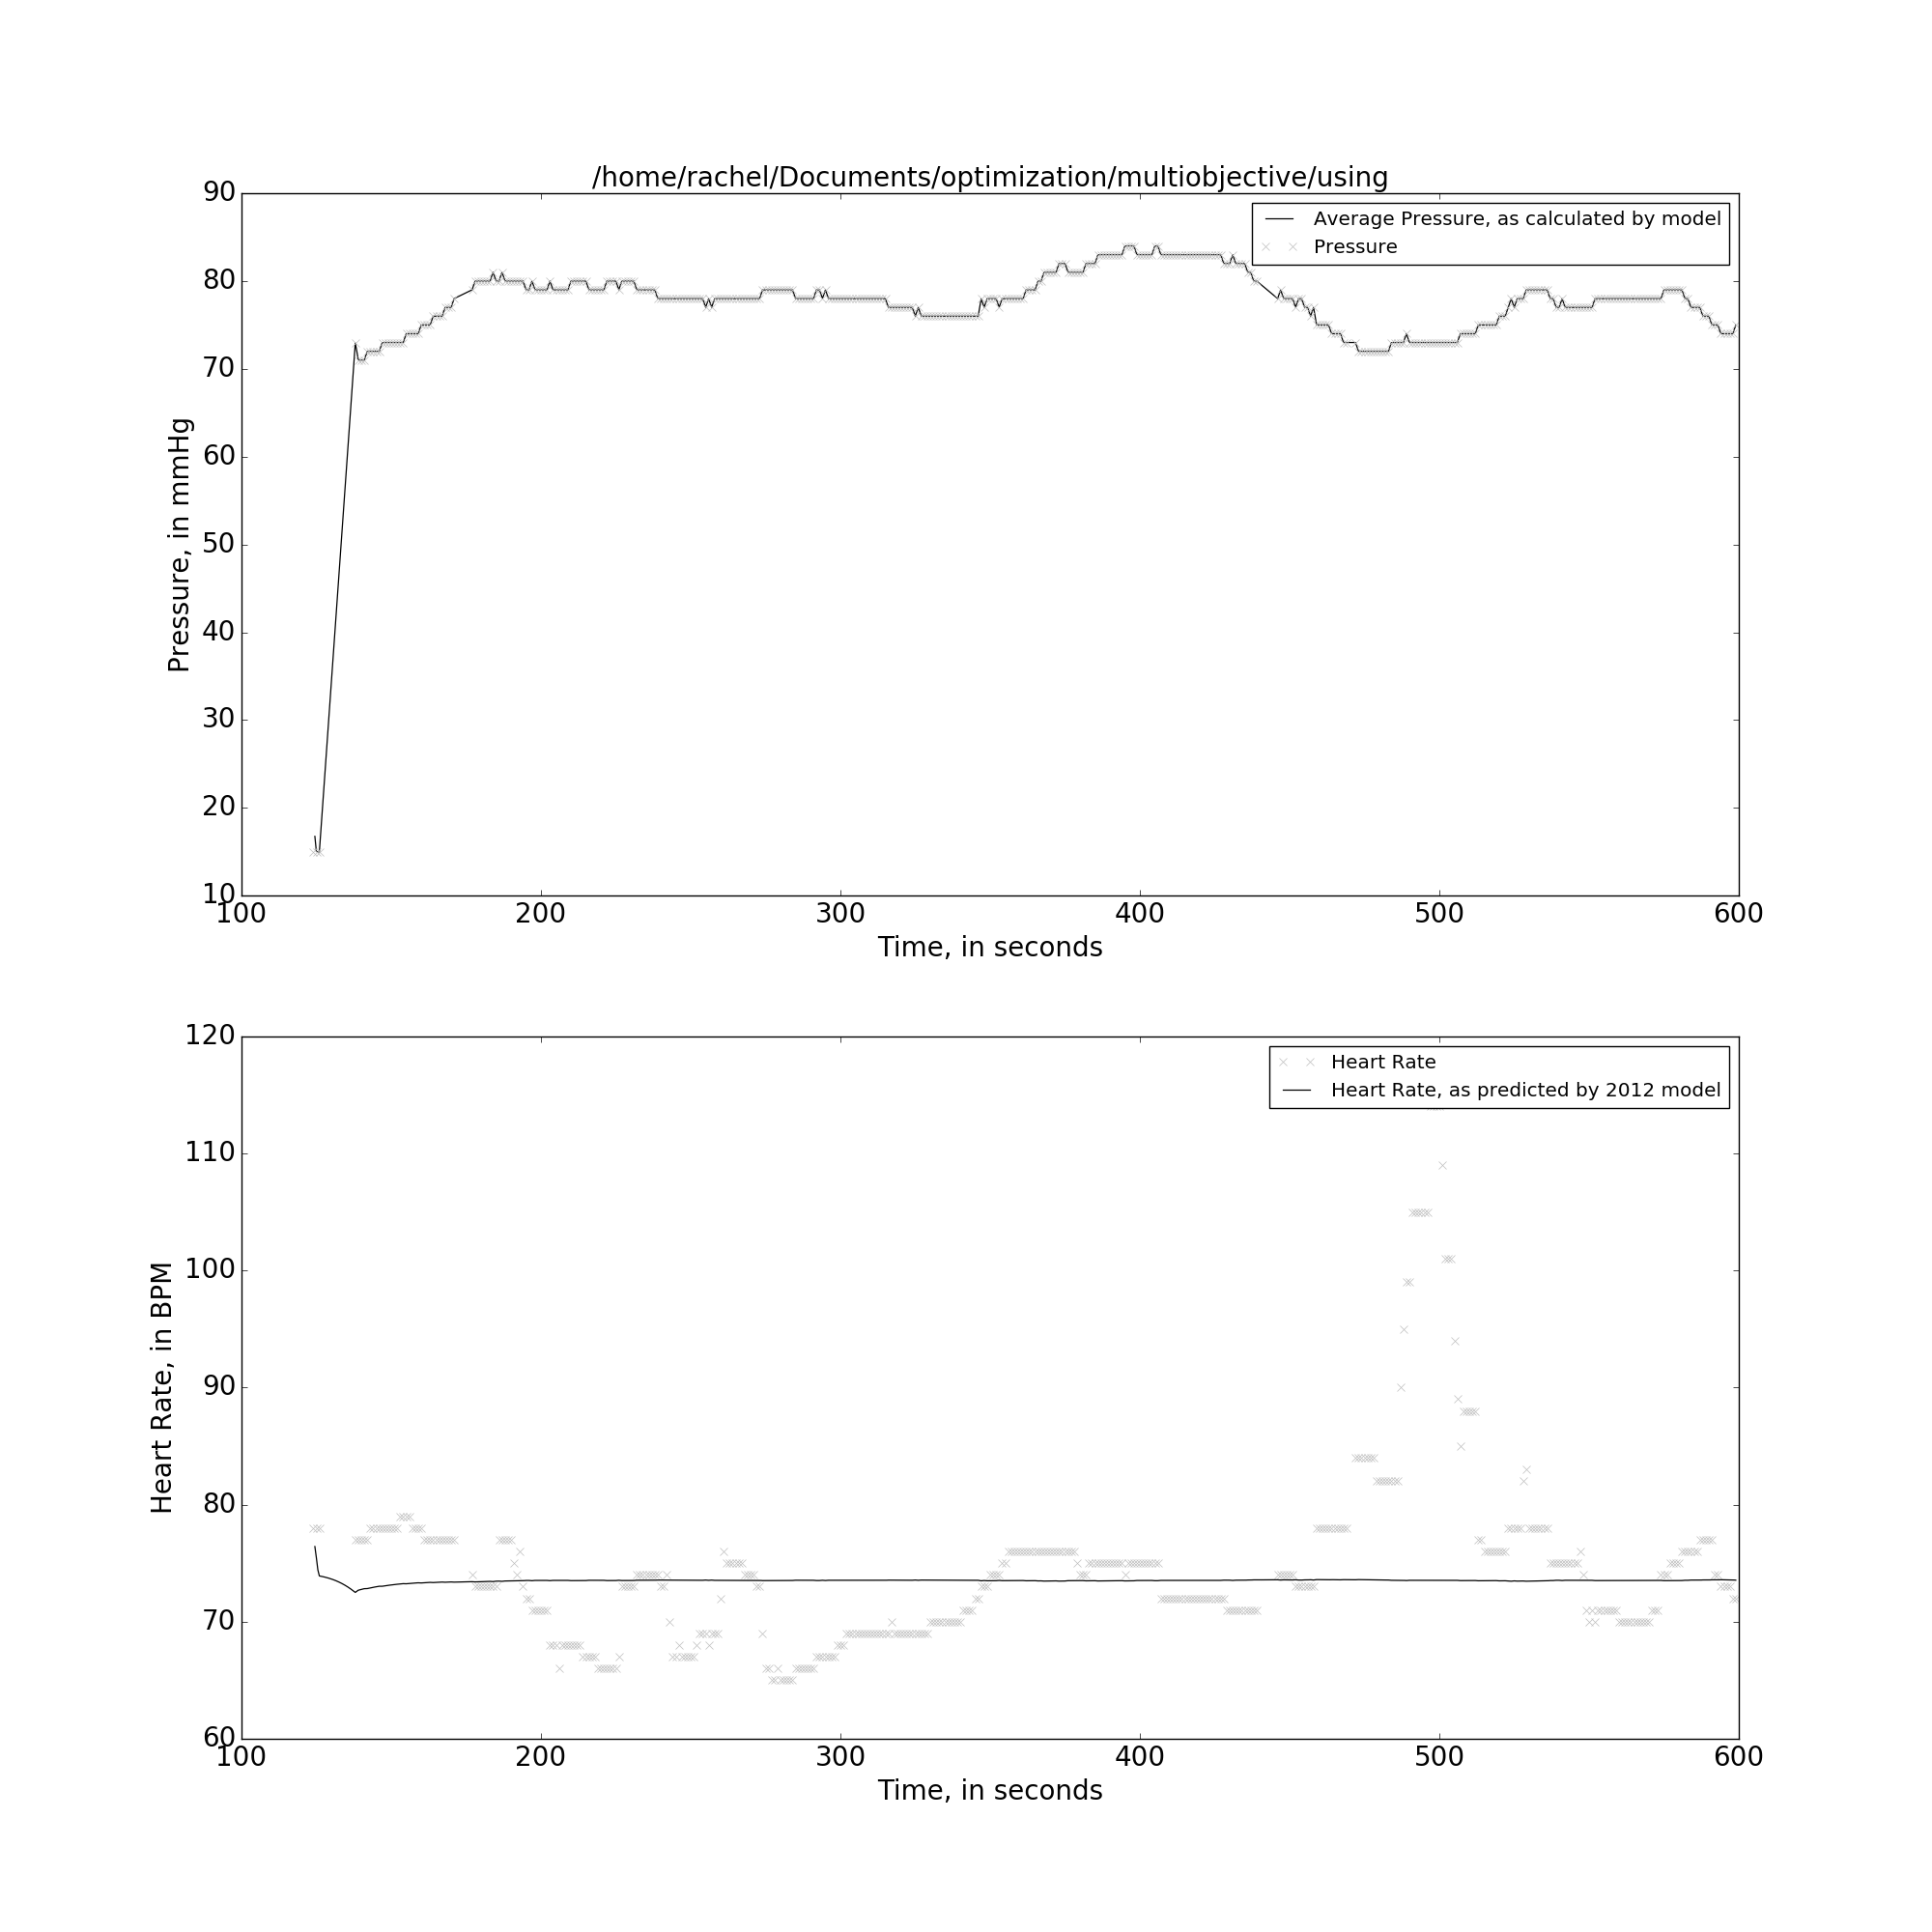 /home/rachel/Documents/optimization/multiobjective/using
90
80
70
60
50
40
30
20
10
Pressure, in mmHg
Average Pressure, as calculated by model
Pressure
100 200 300 400 500 600
Time, in seconds
120
110
100
90
80
70
60
Heart Rate, in BPM
Heart Rate
Heart Rate, as predicted by 2012 model
100 200 300 400 500 600
Time, in seconds